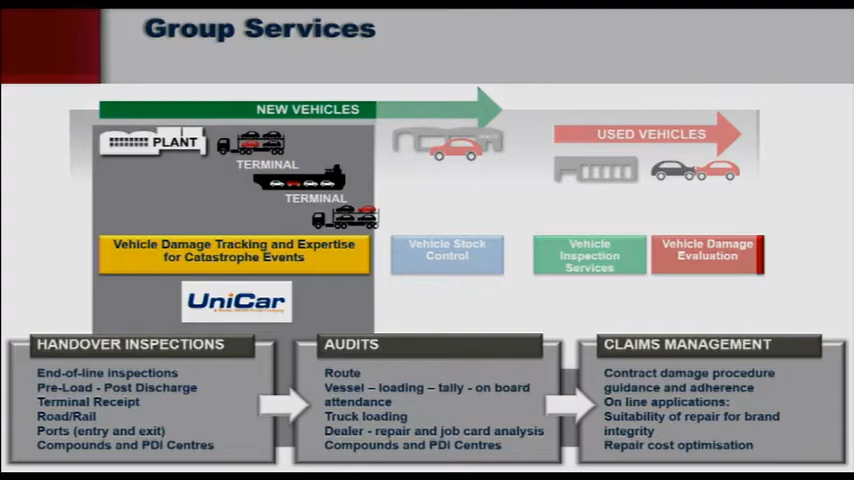 Group Services
NEW VEHICLES
PLANT
TERMINAL
TERMINAL
USED VEHICLES
Vehicle Damage Tracking and Expertise
for Catastrophe Events
Vehicle Stock
Control
Vehicle
Inspection
Services
Vehicle Damage
Evaluation
UniCar
HANDOVER INSPECTIONS
End-of-line inspections
Pre-Load - Post Discharge
Terminal Receipt
Road/Rail
Ports (entry and exit)
Compounds and PDI Centres
AUDITS
Route
Vessel – loading – tally - on board
attendance
Truck loading
Dealer - repair and job card analysis
Compounds and PDI Centres
CLAIMS MANAGEMENT
Contract damage procedure
guidance and adherence
On line applications:
Suitability of repair for brand
integrity
Repair cost optimisation